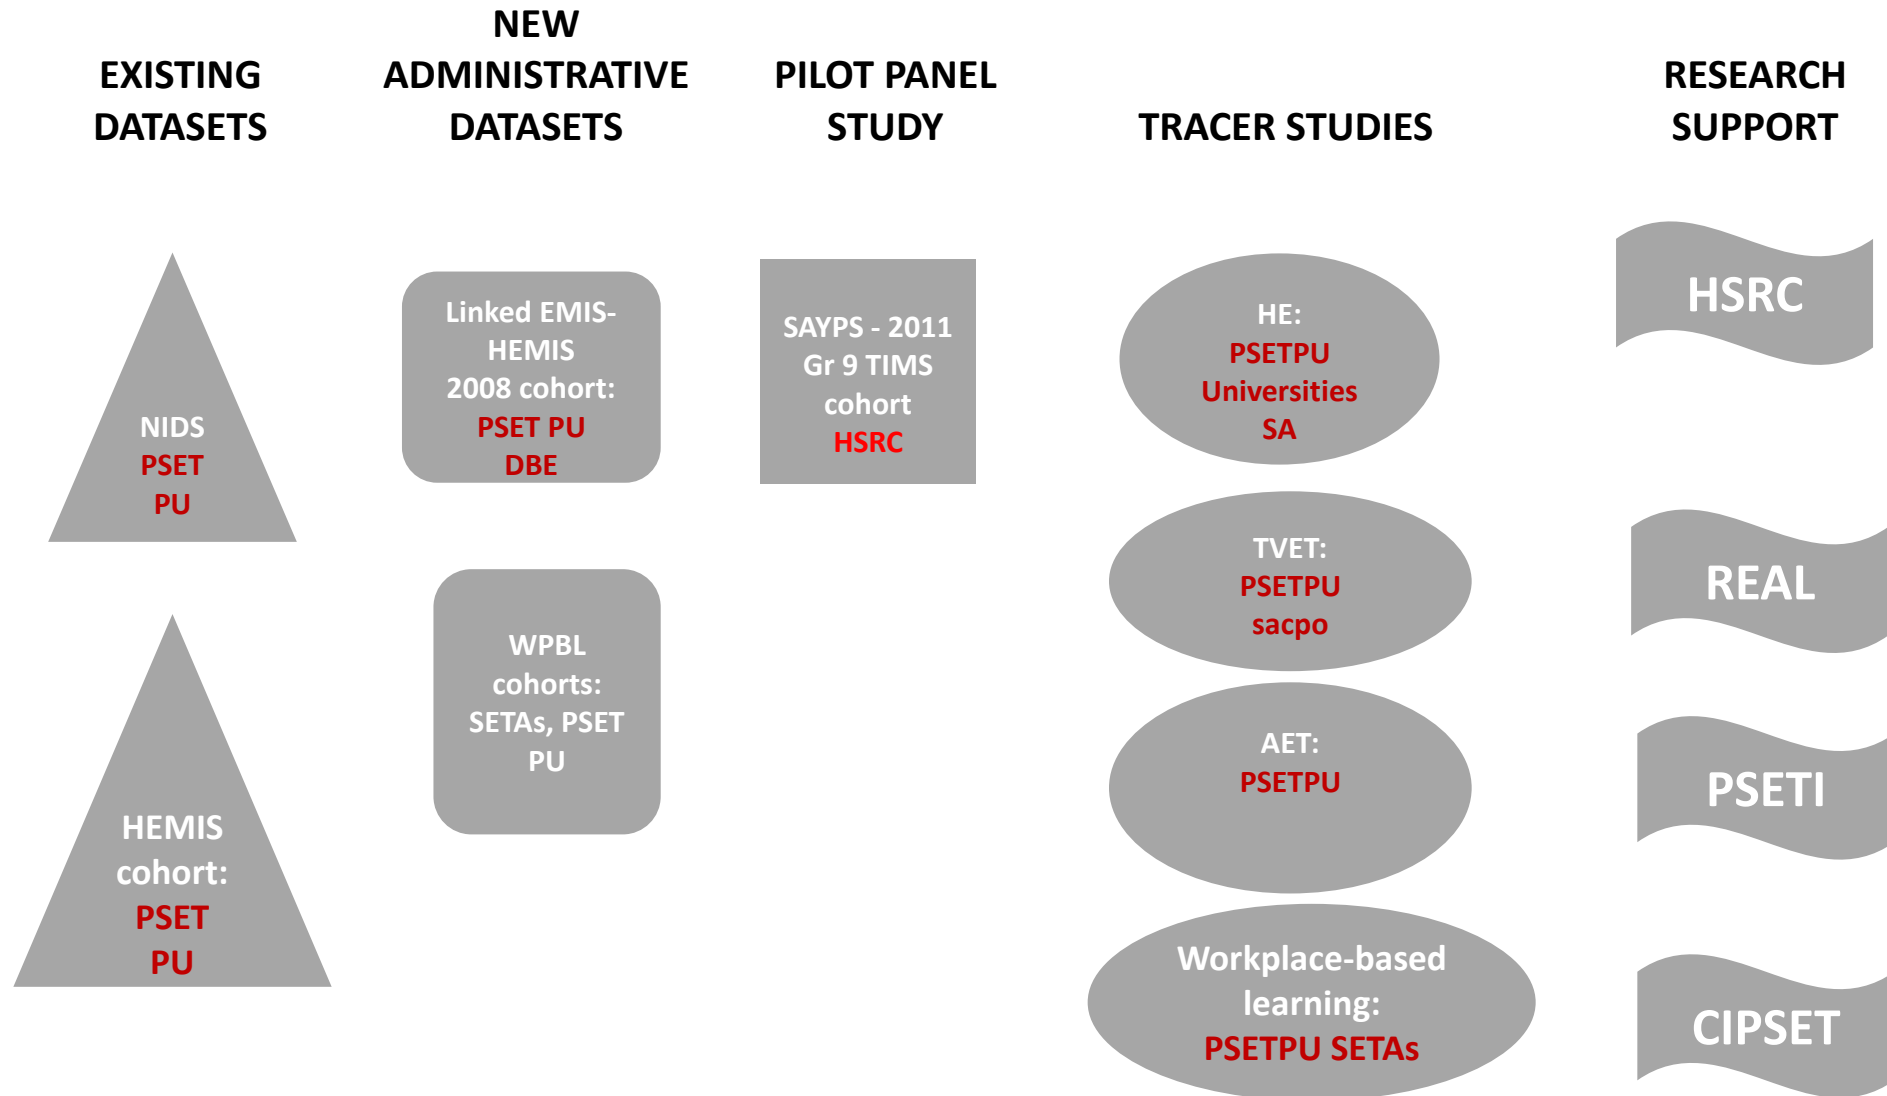 EXISTING
DATASETS
NEW
ADMINISTRATIVE
DATASETS
PILOT PANEL
STUDY
TRACER STUDIES
RESEARCH
SUPPORT
NIDS
PSET
PU
HEMIS
cohort:
PSET
PU
Linked EMIS-
HEMIS
2008 cohort:
PSET PU
DBE
WPBL
cohorts:
SETAs, PSET
PU
SAYPS - 2011
Gr 9 TIMS
cohort
HSRC
HE:
PSETPU
Universities
SA
TVET:
PSETPU
sacpo
AET:
PSETPU
Workplace-based
learning:
PSETPU SETAs
HSRC
REAL
PSETI
CIPSET